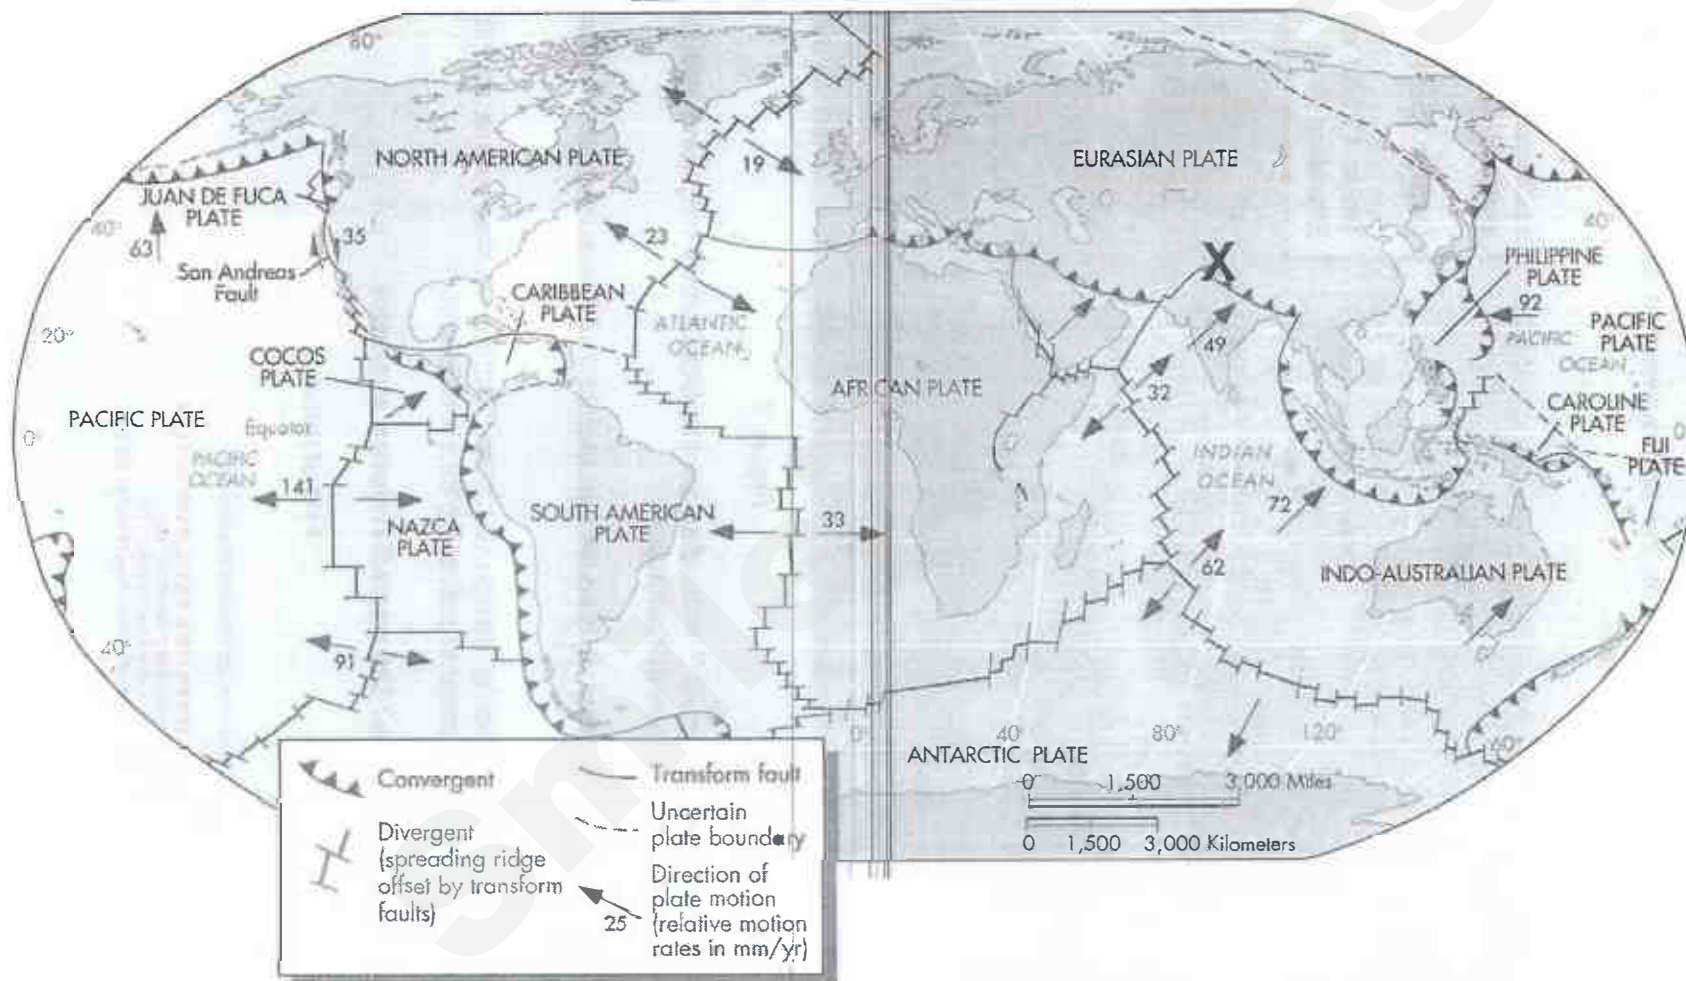 80°
NORTH AMERICAN PLATE
19
EURASIAN PLATE
JUAN DE FUCA
PLATE
40°
63
35
San Andreas
Fault
23
CARIBBEAN
PLATE
ATLANTIC
OCEAN
X
40°
PHILIPPINE
PLATE
92
PACIFIC
PLATE
PACIFIC
OCEAN
20°
COCOS
PLATE
49
32
AFRICAN PLATE
CAROLINE
PLATE
PACIFIC PLATE
Equator
0°
0
FIJI
PLATE
PACIFIC
OCEAN
141
INDIAN
OCEAN
72
NAZCA
PLATE
SOUTH AMERICAN
PLATE
33
62
INDO-AUSTRALIAN PLATE
40°
91
0°
40°
80°
120°
60°
ANTARCTIC PLATE
0 1,500 3,000 Miles
0 1,500 3,000 Kilometers
Convergent
Divergent
(spreading ridge
offset by transform
faults)
Transform fault
Uncertain
plate boundary
Direction of
plate motion
(relative motion
rates in mm/yr)
25